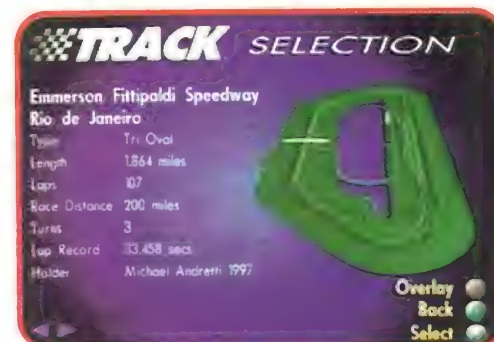 TRACK SELECTION
Emmerson Fittipaldi Speedway
Rio de Janeiro
Type Tri Oval
Length 1.864 miles
Laps 107
Race Distance 200 miles
Turns 3
Lap Record 33.458 secs
Holder Michael Andretti 1997
Overlay
Back
Select